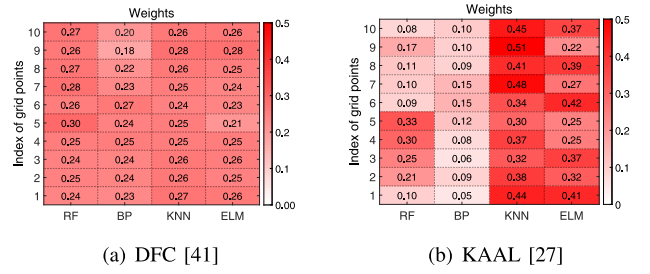 Weights
Index of grid points
10 0.27 0.20 0.26 0.26
9 0.26 0.18 0.28 0.28
8 0.27 0.22 0.26 0.25
7 0.28 0.23 0.25 0.24
6 0.26 0.27 0.24 0.23
5 0.30 0.24 0.25 0.21
4 0.25 0.25 0.25 0.25
3 0.25 0.24 0.26 0.26
2 0.25 0.24 0.26 0.25
1 0.24 0.23 0.27 0.26
RF BP KNN ELM
0.5
0.4
0.3
0.2
0.1
0.00
(a) DFC [41]
Weights
Index of grid points
10 0.08 0.10 0.45 0.37
9 0.17 0.10 0.51 0.22
8 0.11 0.09 0.41 0.39
7 0.10 0.15 0.48 0.27
6 0.09 0.15 0.34 0.42
5 0.33 0.12 0.30 0.25
4 0.30 0.08 0.37 0.25
3 0.25 0.06 0.32 0.37
2 0.21 0.09 0.38 0.32
1 0.10 0.05 0.44 0.41
RF BP KNN ELM
0.5
0.4
0.3
0.2
0.1
0
(b) KAAL [27]